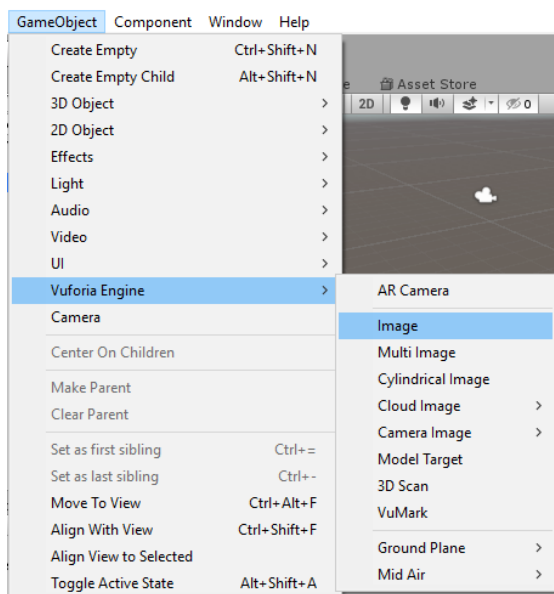 GameObject Component Window Help
Create Empty Ctrl+Shift+N
Create Empty Child Alt+Shift+N
3D Object
2D Object
Effects
Light
Audio
Video
UI
Vuforia Engine
Camera
Center On Children
Make Parent
Clear Parent
Set as first sibling Ctrl+=
Set as last sibling Ctrl+-
Move To View Ctrl+Alt+F
Align With View Ctrl+Shift+F
Align View to Selected
Toggle Active State Alt+Shift+A
Asset Store
2D 0
AR Camera
Image
Multi Image
Cylindrical Image
Cloud Image
Camera Image
Model Target
3D Scan
VuMark
Ground Plane
Mid Air